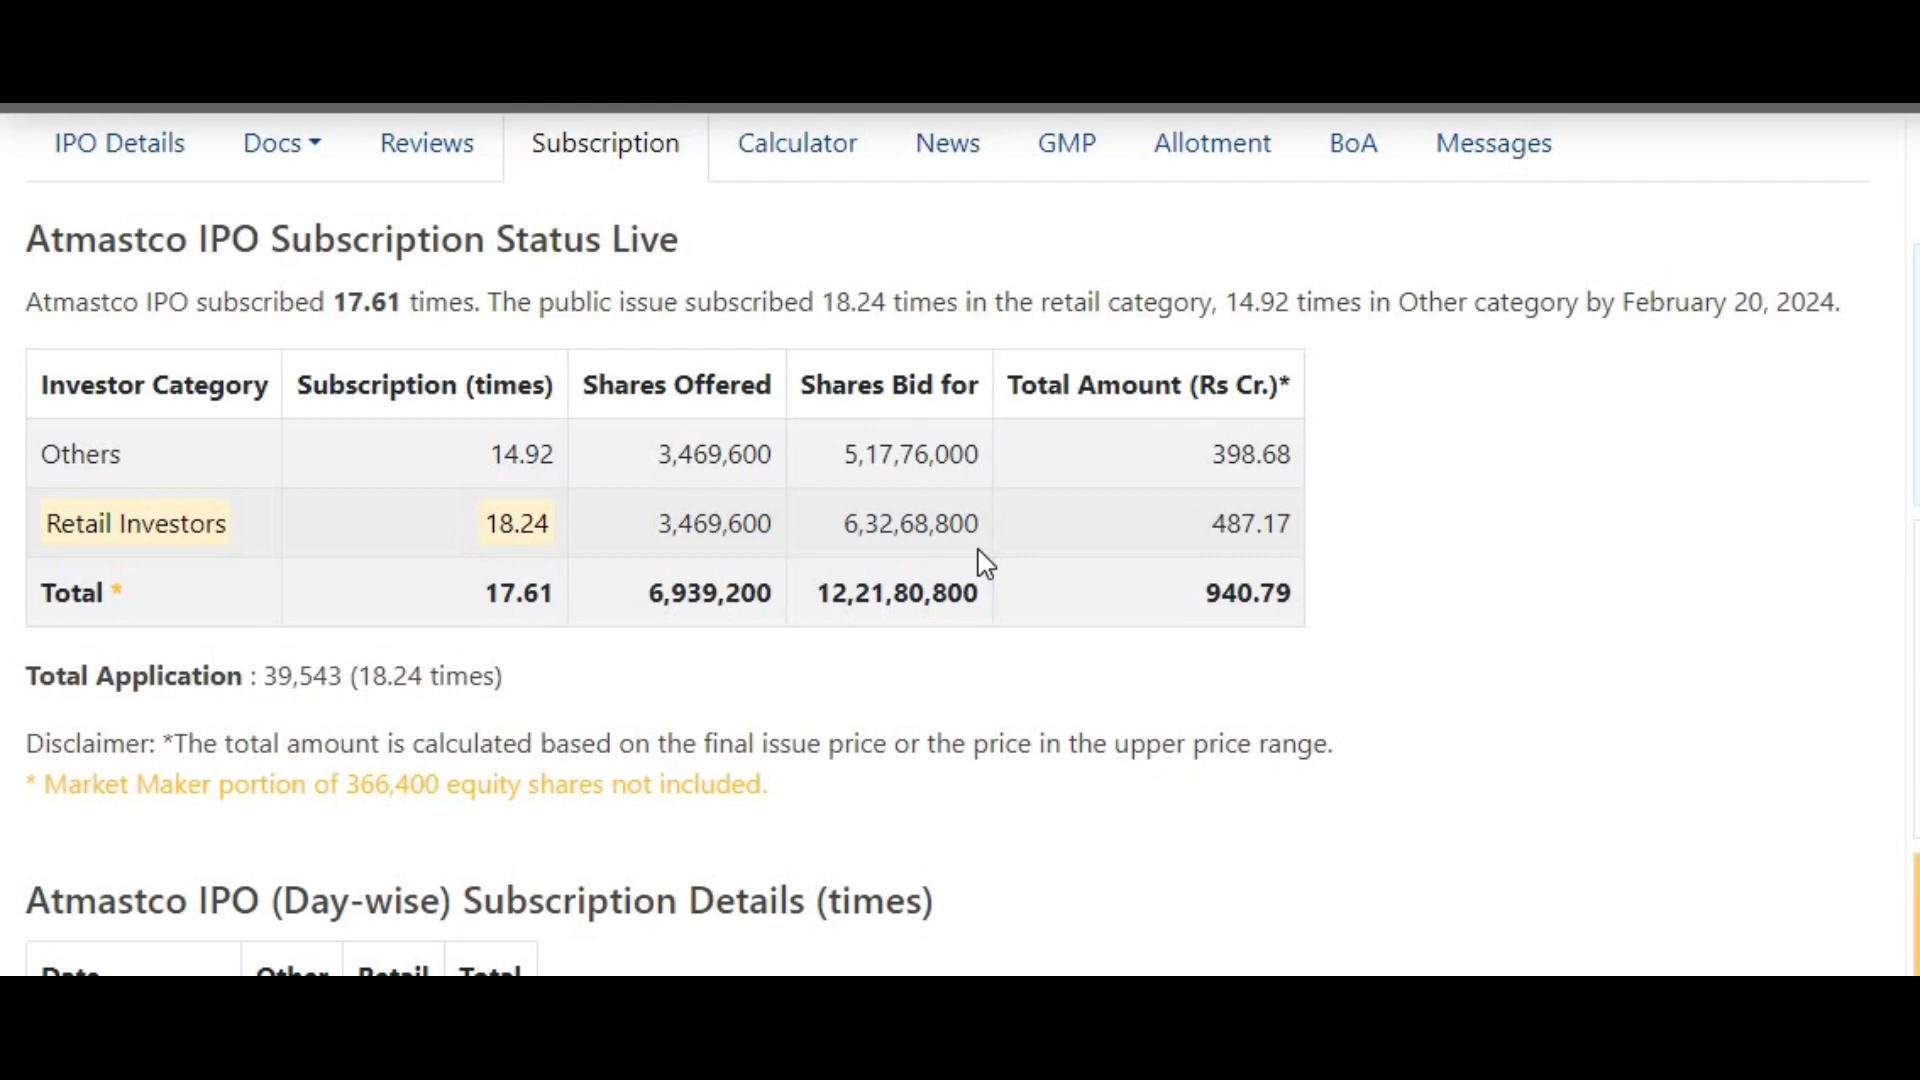 IPO Details Docs Reviews Subscription Calculator News GMP Allotment BoA Messages
Atmastco IPO Subscription Status Live
Atmastco IPO subscribed 17.61 times. The public issue subscribed 18.24 times in the retail category, 14.92 times in Other category by February 20, 2024.
Investor Category Subscription (times) Shares Offered Shares Bid for Total Amount (Rs Cr.)*
Others 14.92 3,469,600 5,17,76,000 398.68
Retail Investors 18.24 3,469,600 6,32,68,800 487.17
Total * 17.61 6,939,200 12,21,80,800 940.79
Total Application : 39,543 (18.24 times)
Disclaimer: *The total amount is calculated based on the final issue price or the price in the upper price range.
* Market Maker portion of 366,400 equity shares not included.
Atmastco IPO (Day-wise) Subscription Details (times)
Date Other Retail Total